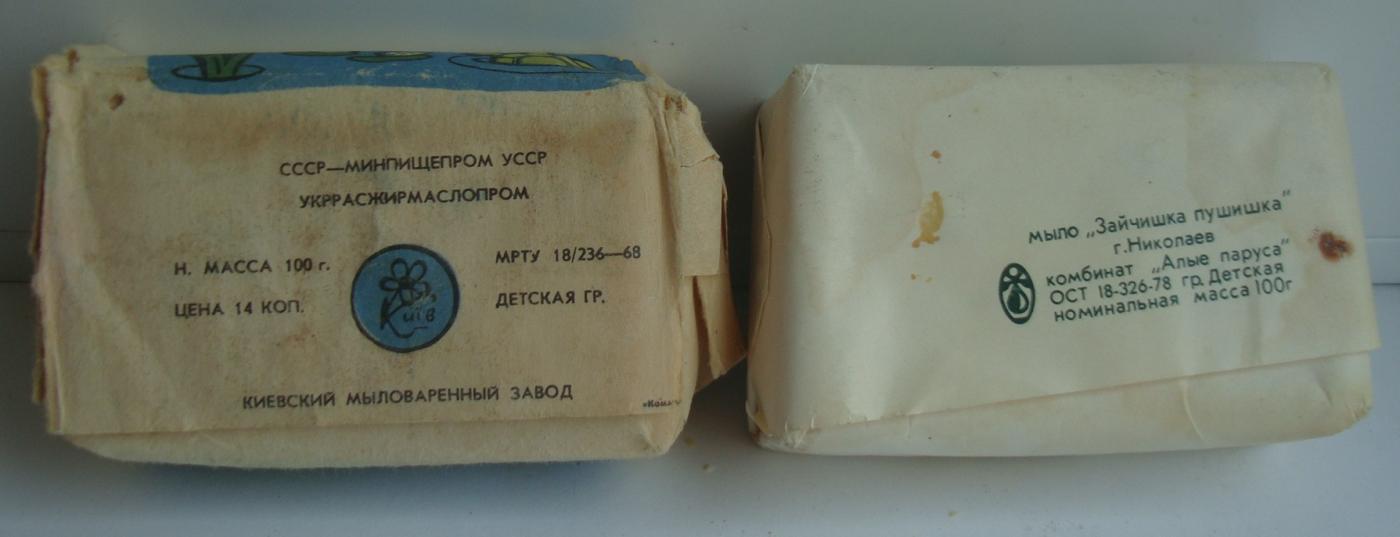 СССР—МИНПИЩЕПРОМ УССР
УКРРАСЖИРМАСЛОПРОМ
Н. МАССА 100 г.
ЦЕНА 14 КОП.
Київ
МРТУ 18/236—68
ДЕТСКАЯ ГР.
КИЕВСКИЙ МЫЛОВАРЕННЫЙ ЗАВОД
мыло „Зайчишка пушишка"
г.Николаев
комбинат „Алые паруса"
ОСТ 18-326-78 гр. Детская
номинальная масса 100г